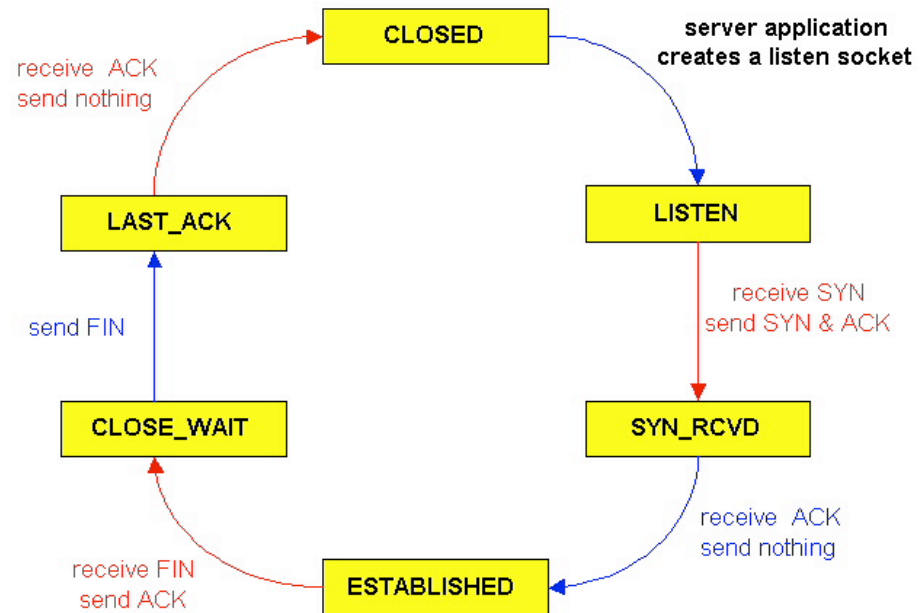 CLOSED
server application
creates a listen socket
receive ACK
send nothing
LAST_ACK
LISTEN
receive SYN
send SYN & ACK
send FIN
CLOSE_WAIT
SYN_RCVD
receive ACK
send nothing
receive FIN
send ACK
ESTABLISHED